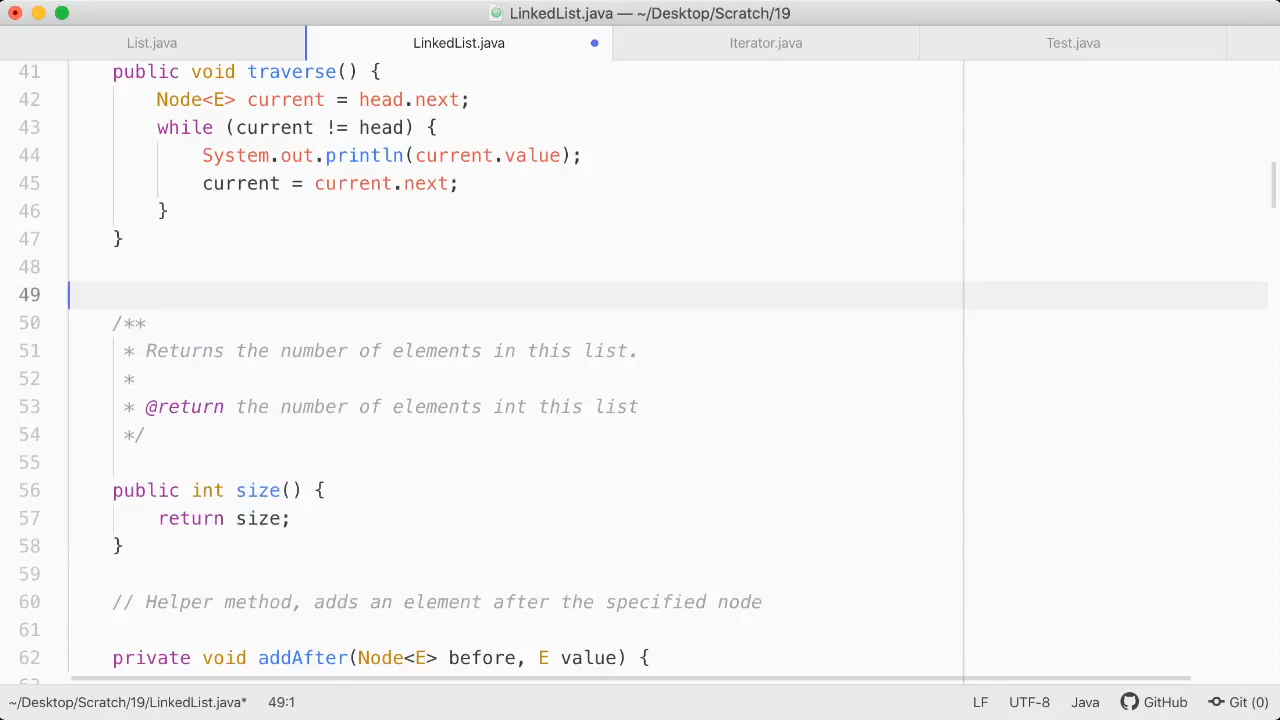 LinkedList.java — ~/Desktop/Scratch/19
List.java LinkedList.java Iterator.java Test.java
41 public void traverse() {
42 Node<E> current = head.next;
43 while (current != head) {
44 System.out.println(current.value);
45 current = current.next;
46 }
47 }
48
49
50 /**
51 * Returns the number of elements in this list.
52 *
53 * @return the number of elements int this list
54 */
55
56 public int size() {
57 return size;
58 }
59
60 // Helper method, adds an element after the specified node
61
62 private void addAfter(Node<E> before, E value) {
~/Desktop/Scratch/19/LinkedList.java* 49:1 LF UTF-8 Java GitHub Git (0)